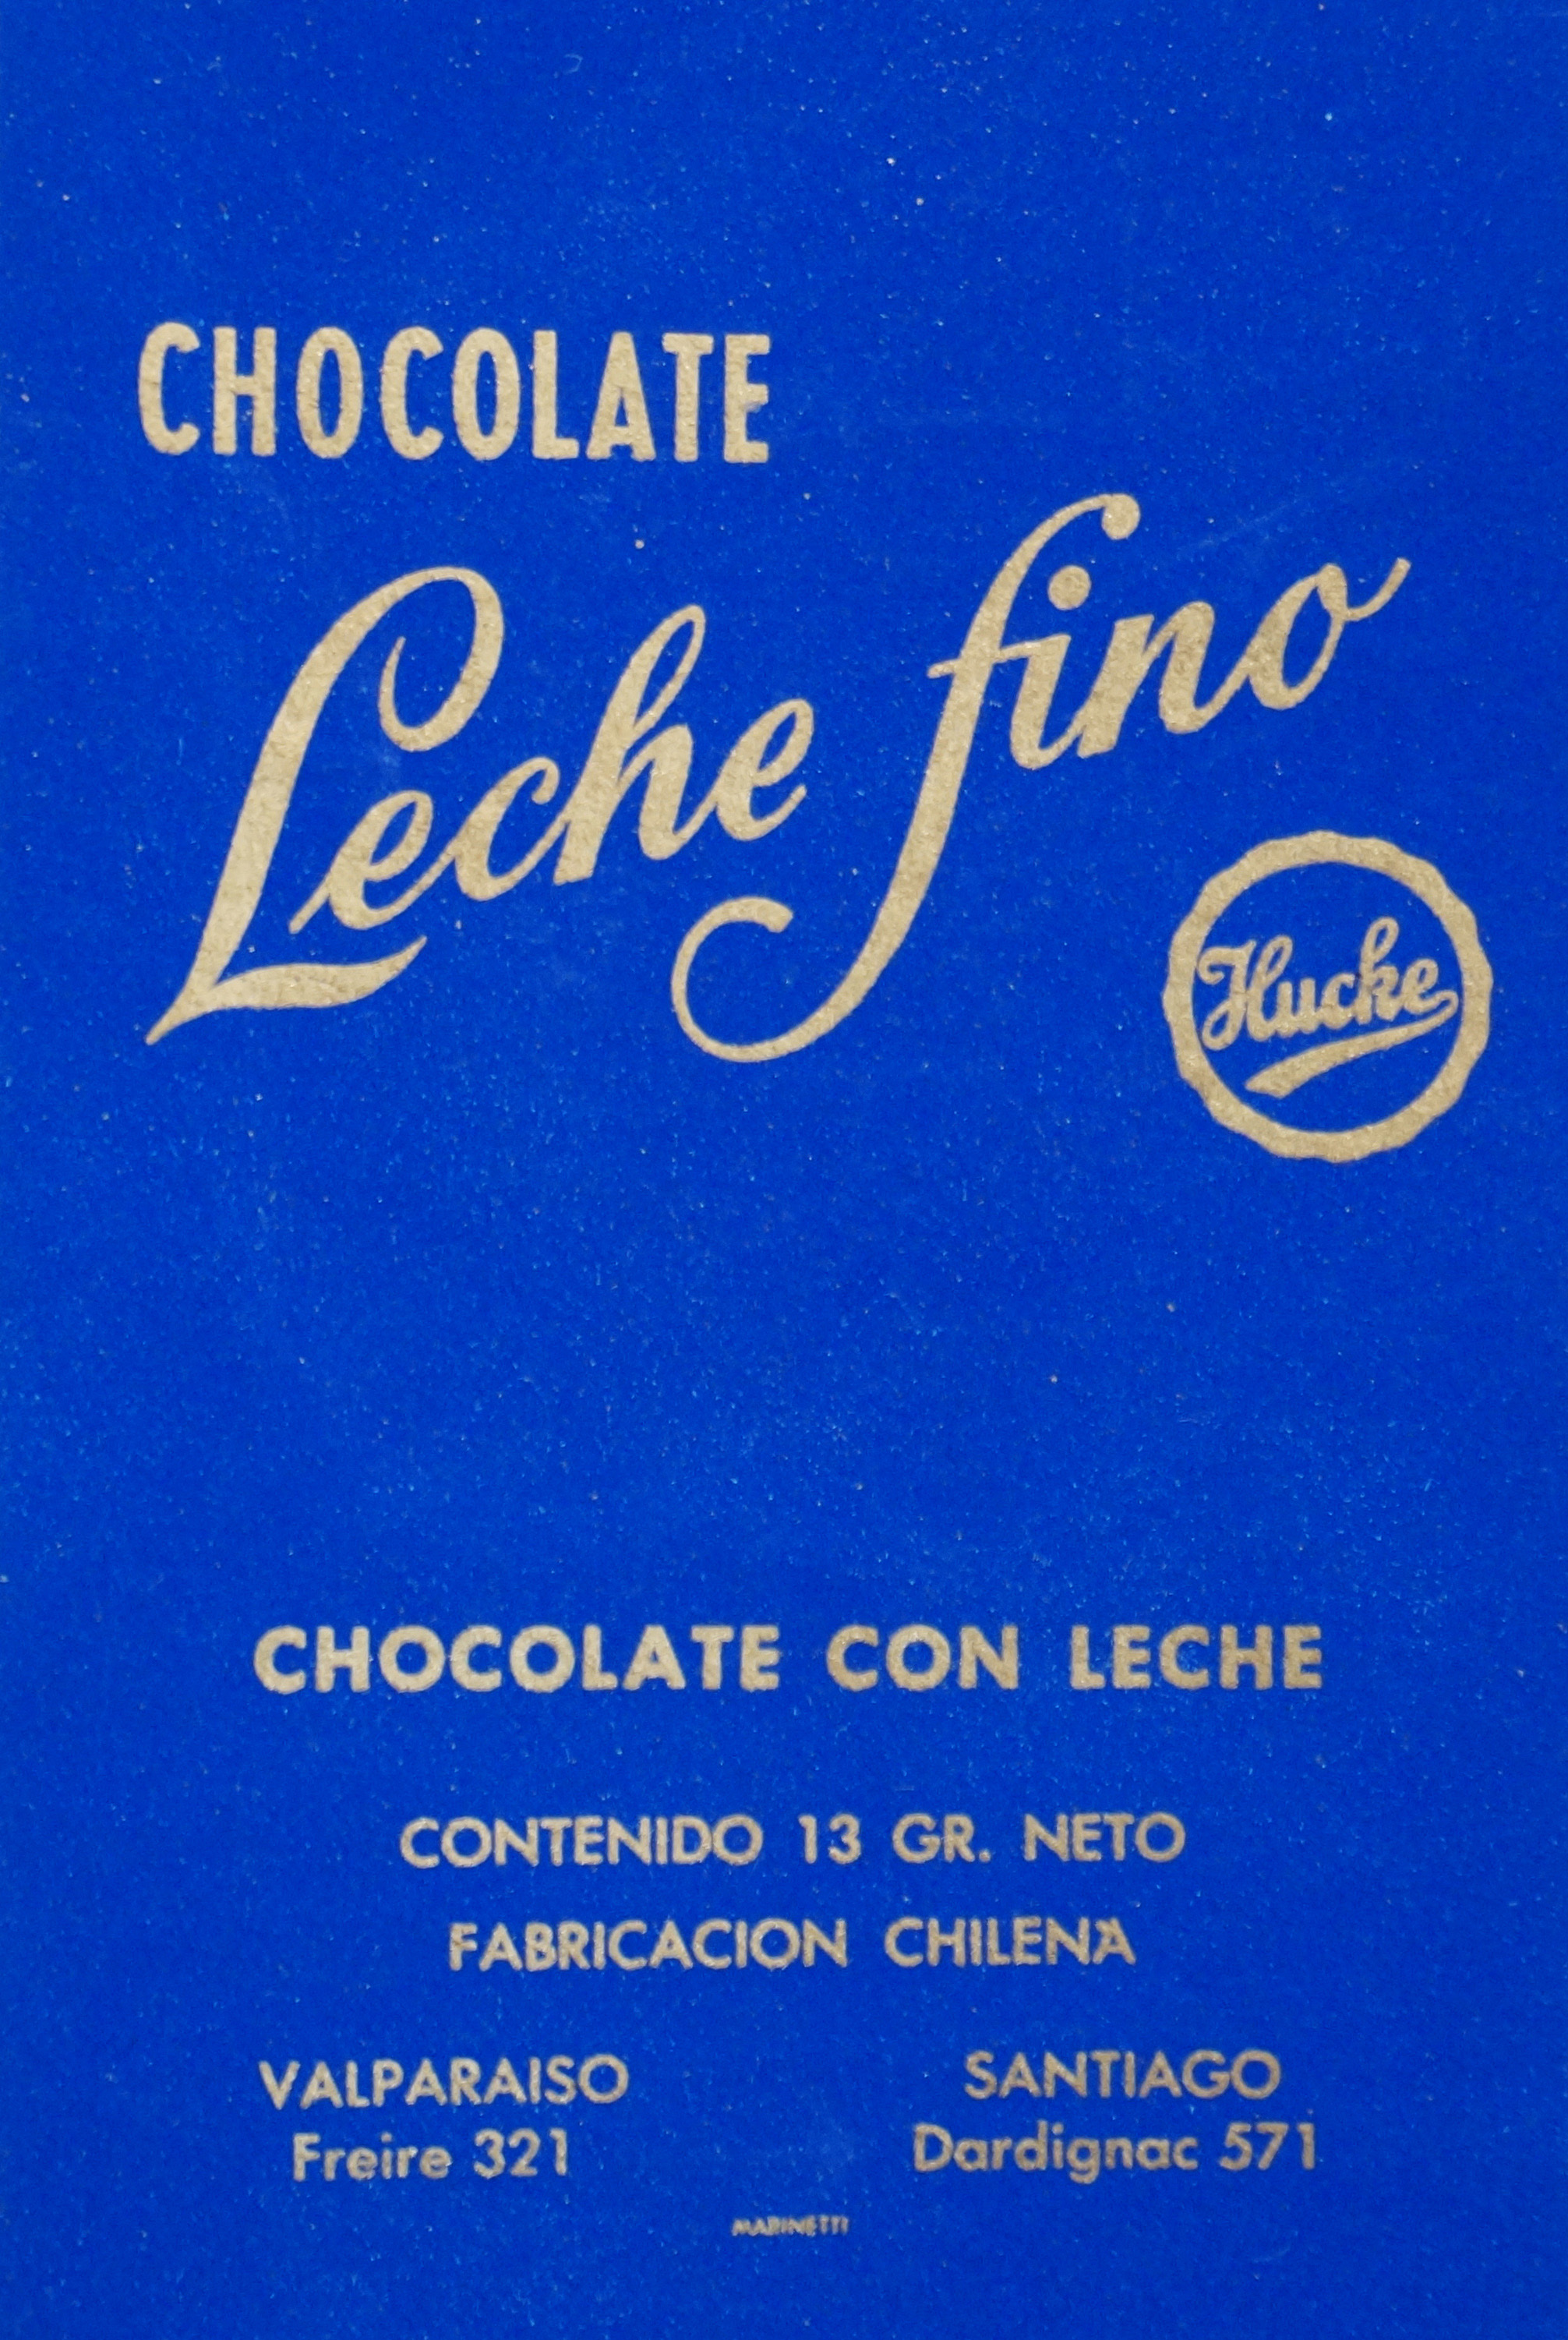 CHOCOLATE
Leche fino
Hucke
CHOCOLATE CON LECHE
CONTENIDO 13 GR. NETO
FABRICACION CHILENA
VALPARAISO
Freire 321
SANTIAGO
Dardignac 571
MARINETTI